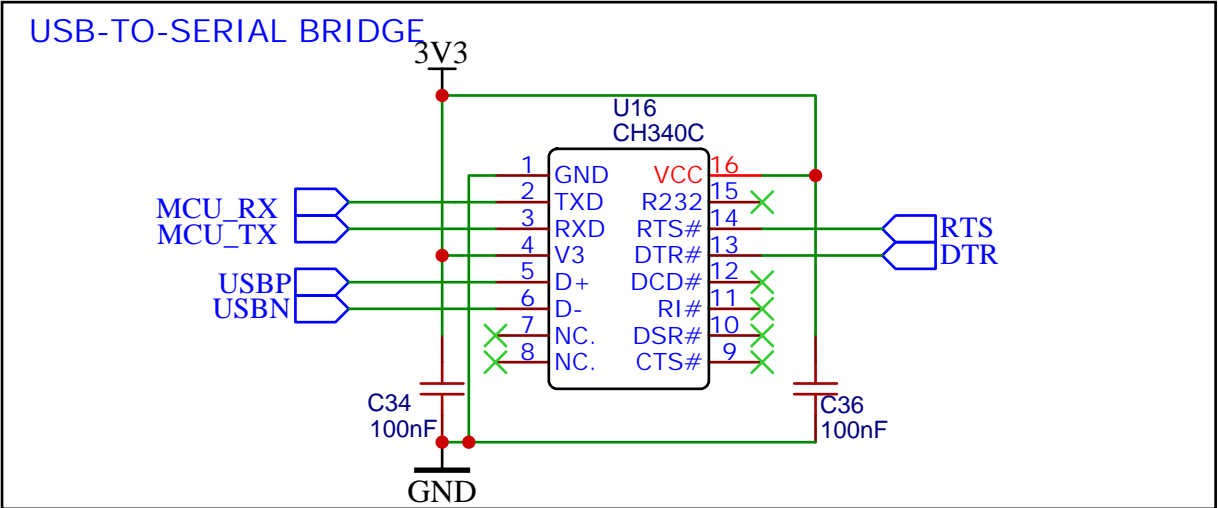 USB-TO-SERIAL BRIDGE
3V3
U16
CH340C
1
GND
VCC
16
MCU_RX
2
TXD
R232
15
MCU_TX
3
RXD
RTS#
14
RTS
4
V3
DTR#
13
DTR
USBP
5
D+
DCD#
12
USBN
6
D-
RI#
11
7
NC.
DSR#
10
8
NC.
CTS#
9
C34
100nF
C36
100nF
GND